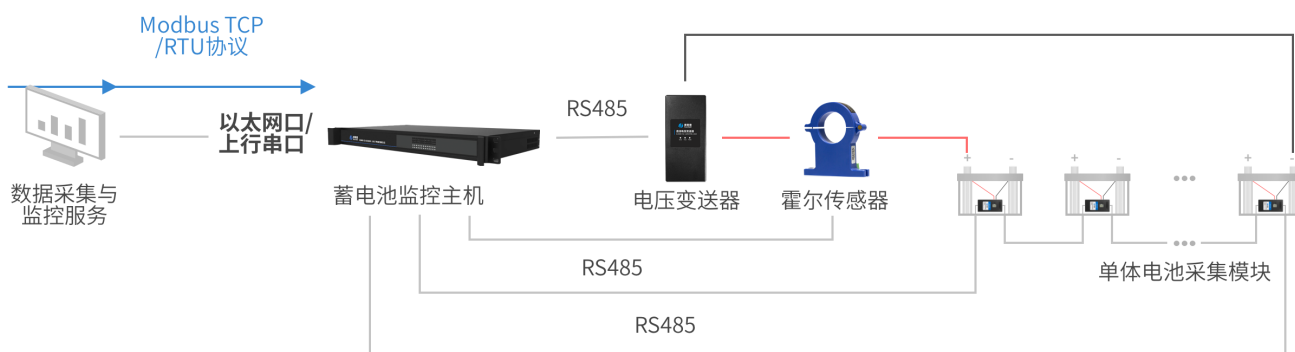 Modbus TCP
/RTU协议
RS485
以太网口/
上行串口
数据采集与
监控服务
蓄电池监控主机
电压变送器
霍尔传感器
+
-
+
-
+
-
RS485
单体电池采集模块
RS485